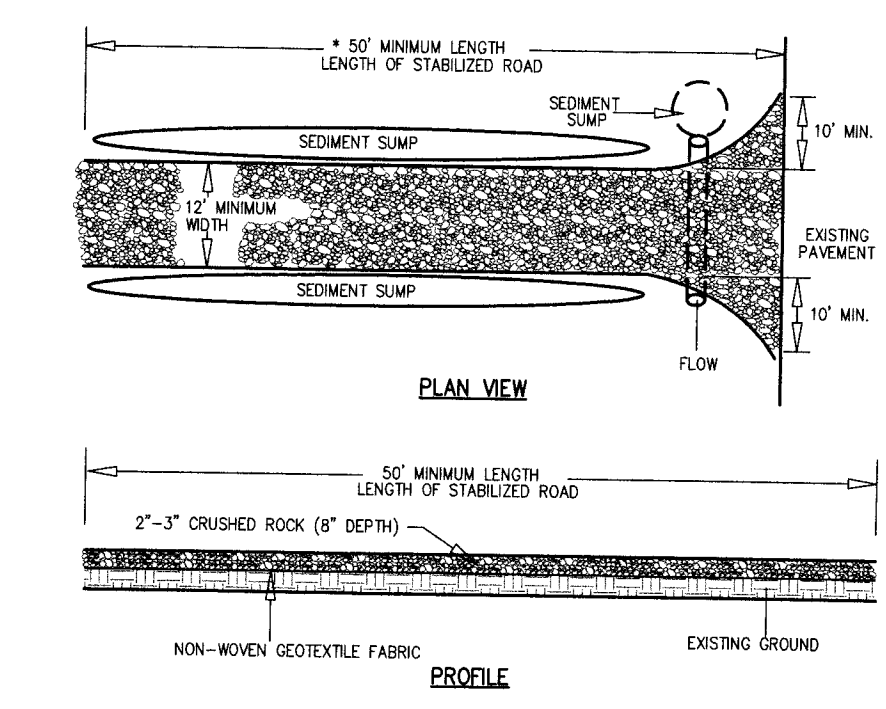 * 50' MINIMUM LENGTH
LENGTH OF STABILIZED ROAD
SEDIMENT
SUMP
10' MIN.
SEDIMENT SUMP
12' MINIMUM
WIDTH
EXISTING
PAVEMENT
SEDIMENT SUMP
10' MIN.
FLOW
PLAN VIEW
50' MINIMUM LENGTH
LENGTH OF STABILIZED ROAD
2"-3" CRUSHED ROCK (8" DEPTH)
NON-WOVEN GEOTEXTILE FABRIC
EXISTING GROUND
PROFILE